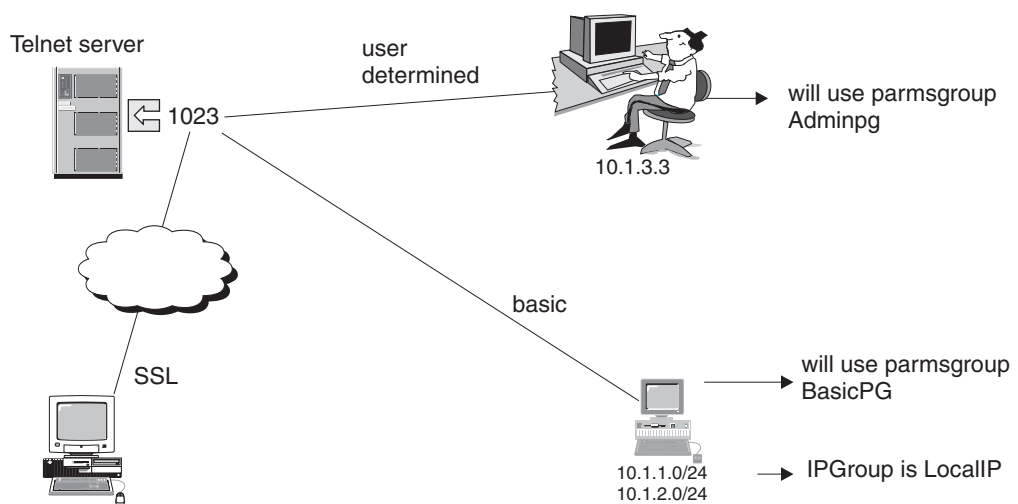 Telnet server
1023
user
determined
will use parmsgroup
Adminpg
10.1.3.3
basic
SSL
will use parmsgroup
BasicPG
10.1.1.0/24
10.1.2.0/24
IPGroup is LocalIP